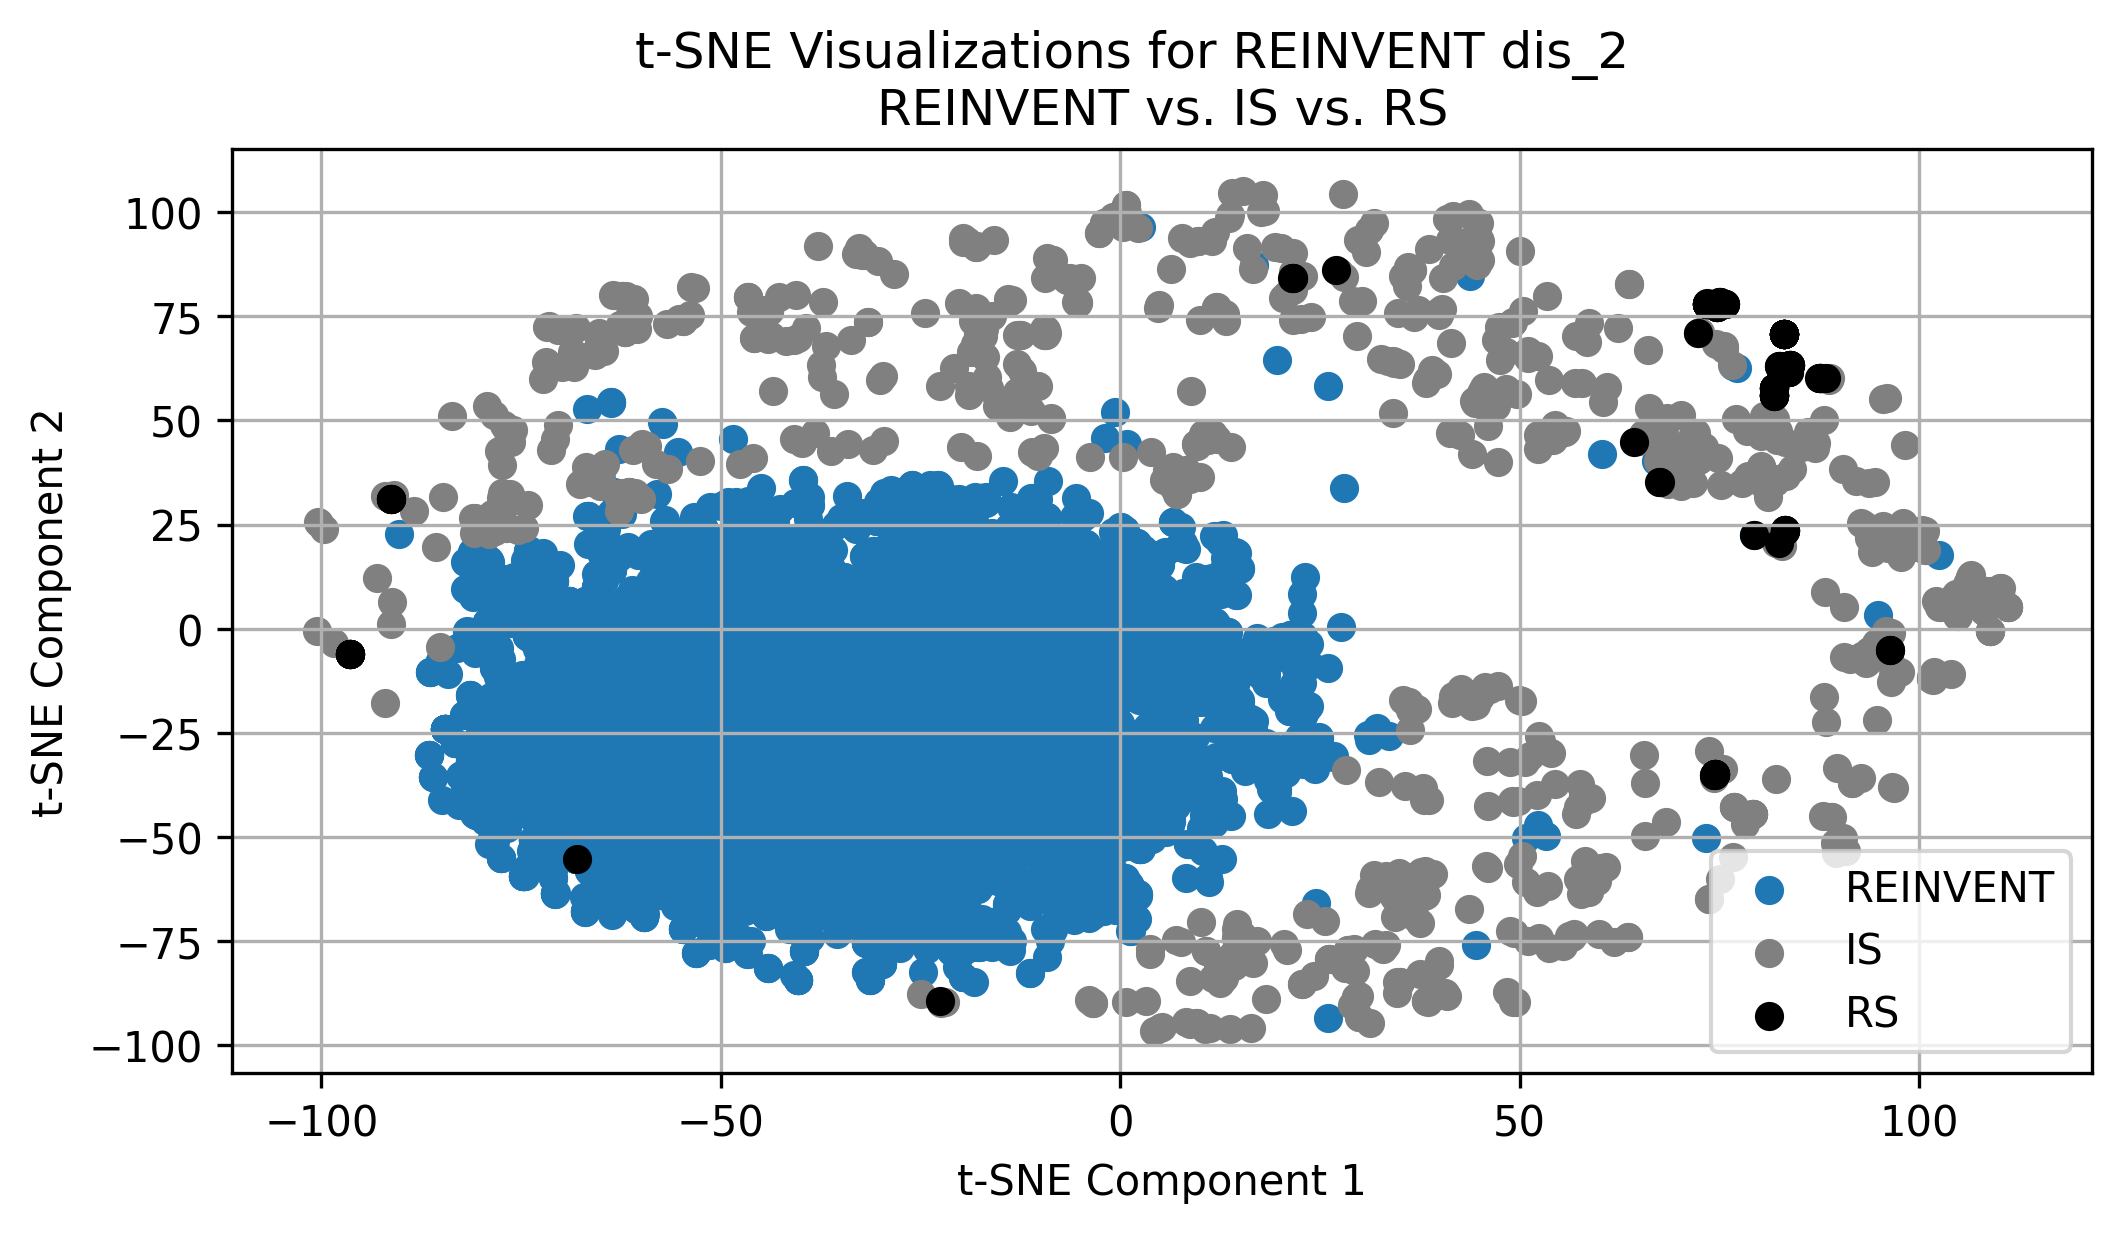 t-SNE Visualizations for REINVENT dis_2
REINVENT vs. IS vs. RS
t-SNE Component 2
100
75
50
25
0
−25
−50
−75
−100
REINVENT
IS
RS
−100
−50
0
50
100
t-SNE Component 1